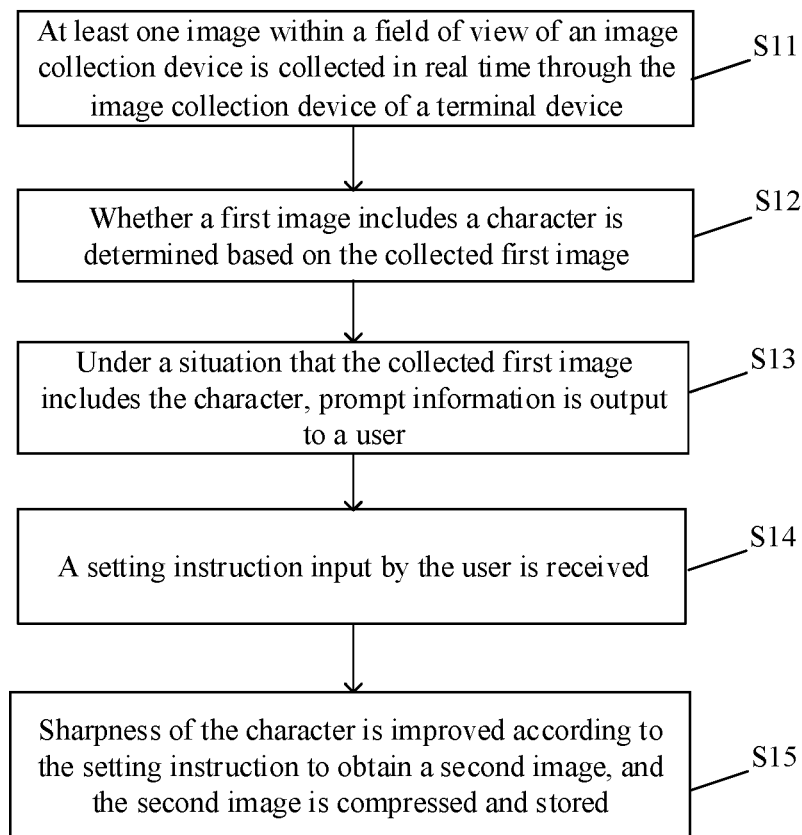 At least one image within a field of view of an image
collection device is collected in real time through the
image collection device of a terminal device
S11
Whether a first image includes a character is
determined based on the collected first image
S12
Under a situation that the collected first image
includes the character, prompt information is output
to a user
S13
A setting instruction input by the user is received
S14
Sharpness of the character is improved according to
the setting instruction to obtain a second image, and
the second image is compressed and stored
S15